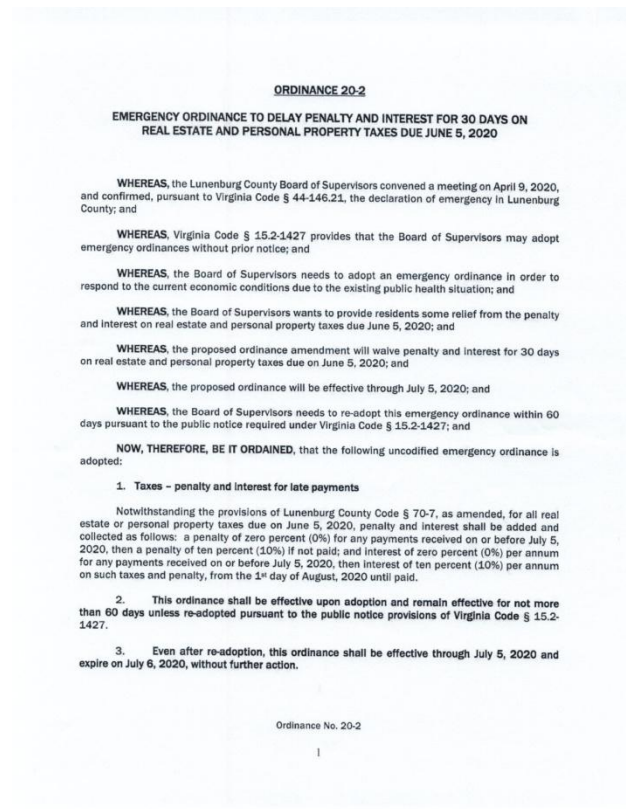 ORDINANCE 20-2
EMERGENCY ORDINANCE TO DELAY PENALTY AND INTEREST FOR 30 DAYS ON
REAL ESTATE AND PERSONAL PROPERTY TAXES DUE JUNE 5, 2020
WHEREAS, the Lunenburg County Board of Supervisors convened a meeting on April 9, 2020,
and confirmed, pursuant to Virginia Code § 44-146.21, the declaration of emergency in Lunenburg
County; and
WHEREAS, Virginia Code § 15.2-1427 provides that the Board of Supervisors may adopt
emergency ordinances without prior notice; and
WHEREAS, the Board of Supervisors needs to adopt an emergency ordinance in order to
respond to the current economic conditions due to the existing public health situation; and
WHEREAS, the Board of Supervisors wants to provide residents some relief from the penalty
and interest on real estate and personal property taxes due June 5, 2020; and
WHEREAS, the proposed ordinance amendment will waive penalty and interest for 30 days
on real estate and personal property taxes due on June 5, 2020; and
WHEREAS, the proposed ordinance will be effective through July 5, 2020; and
WHEREAS, the Board of Supervisors needs to re-adopt this emergency ordinance within 60
days pursuant to the public notice required under Virginia Code § 15.2-1427; and
NOW, THEREFORE, BE IT ORDAINED, that the following uncodified emergency ordinance is
adopted:
1. Taxes – penalty and interest for late payments
Notwithstanding the provisions of Lunenburg County Code § 70-7, as amended, for all real
estate or personal property taxes due on June 5, 2020, penalty and interest shall be added and
collected as follows: a penalty of zero percent (0%) for any payments received on or before July 5,
2020, then a penalty of ten percent (10%) if not paid; and interest of zero percent (0%) per annum
for any payments received on or before July 5, 2020, then interest of ten percent (10%) per annum
on such taxes and penalty, from the 1st day of August, 2020 until paid.
2. This ordinance shall be effective upon adoption and remain effective for not more
than 60 days unless re-adopted pursuant to the public notice provisions of Virginia Code § 15.2-
1427.
3. Even after re-adoption, this ordinance shall be effective through July 5, 2020 and
expire on July 6, 2020, without further action.
Ordinance No. 20-2
1